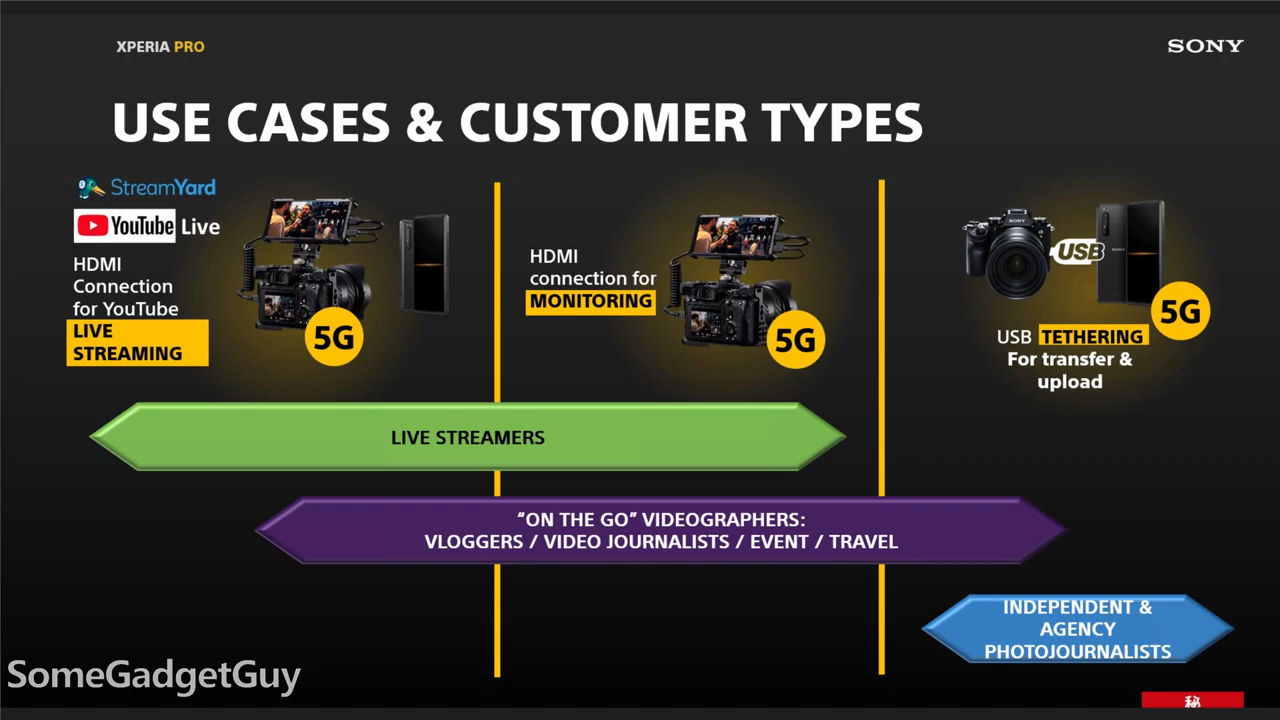 XPERIA PRO
SONY
USE CASES & CUSTOMER TYPES
StreamYard
YouTube Live
HDMI
Connection
for YouTube
LIVE
STREAMING
5G
HDMI
connection for
MONITORING
5G
SONY
USB
SONY
5G
USB TETHERING
For transfer &
upload
LIVE STREAMERS
“ON THE GO” VIDEOGRAPHERS:
VLOGGERS / VIDEO JOURNALISTS / EVENT / TRAVEL
INDEPENDENT &
AGENCY
PHOTOJOURNALISTS
SomeGadgetGuy
秘